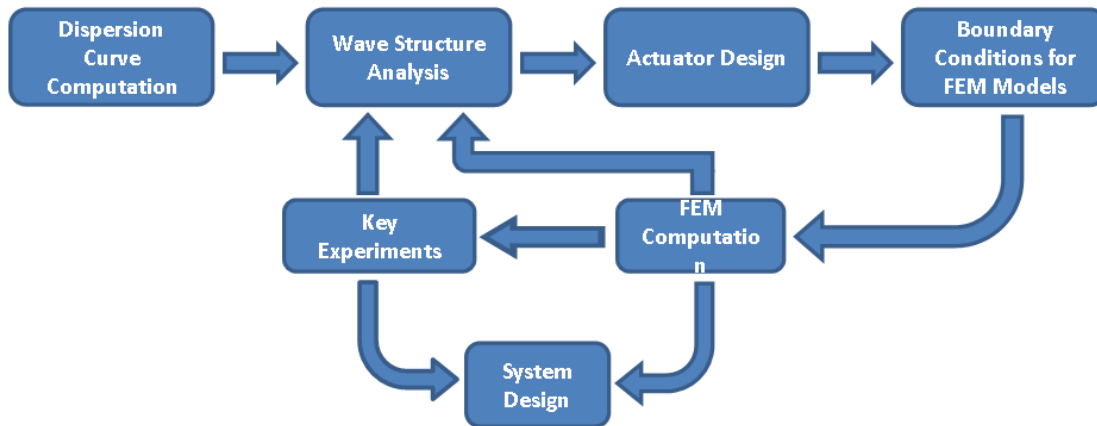 Dispersion
Curve
Computation
Wave Structure
Analysis
Actuator Design
Boundary
Conditions for
FEM Models
Key
Experiments
FEM
Computatio
n
System
Design